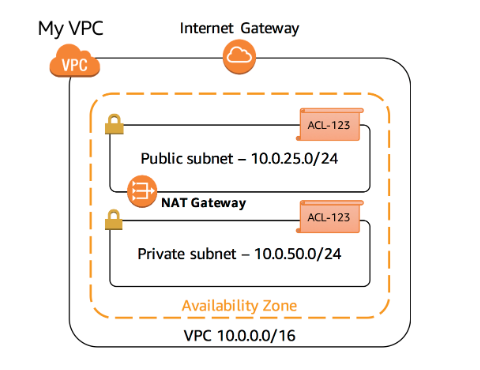 My VPC
Internet Gateway
VPC
ACL-123
Public subnet – 10.0.25.0/24
NAT Gateway
ACL-123
Private subnet – 10.0.50.0/24
Availability Zone
VPC 10.0.0.0/16